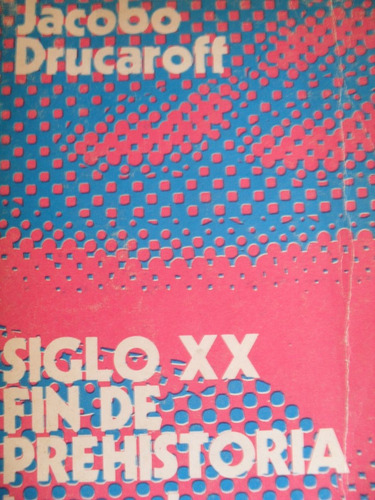 Jacobo
Drucaroff
SIGLO XX
FIN DE
PREHISTORIA